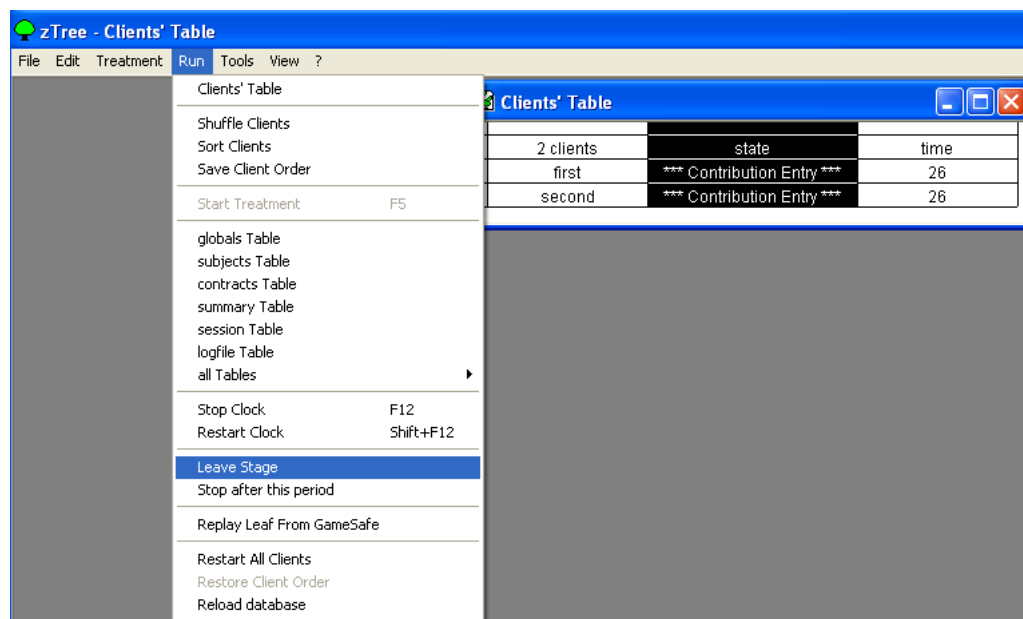 zTree - Clients' Table
File Edit Treatment Run Tools View ?
Clients' Table
Shuffle Clients
Sort Clients
Save Client Order
Start Treatment F5
globals Table
subjects Table
contracts Table
summary Table
session Table
logfile Table
all Tables
Stop Clock F12
Restart Clock Shift+F12
Leave Stage
Stop after this period
Replay Leaf From GameSafe
Restart All Clients
Restore Client Order
Reload database
Clients' Table
2 clients state time
first *** Contribution Entry *** 26
second *** Contribution Entry *** 26